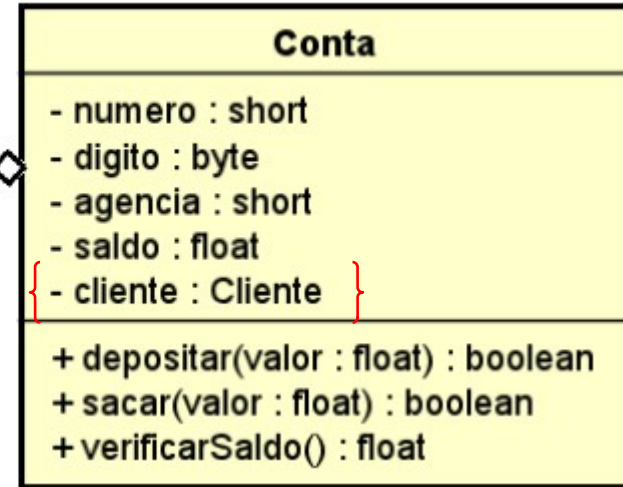 Conta
- numero : short
- digito : byte
- agencia : short
- saldo : float
- cliente : Cliente
+ depositar(valor : float) : boolean
+ sacar(valor : float) : boolean
+ verificarSaldo() : float